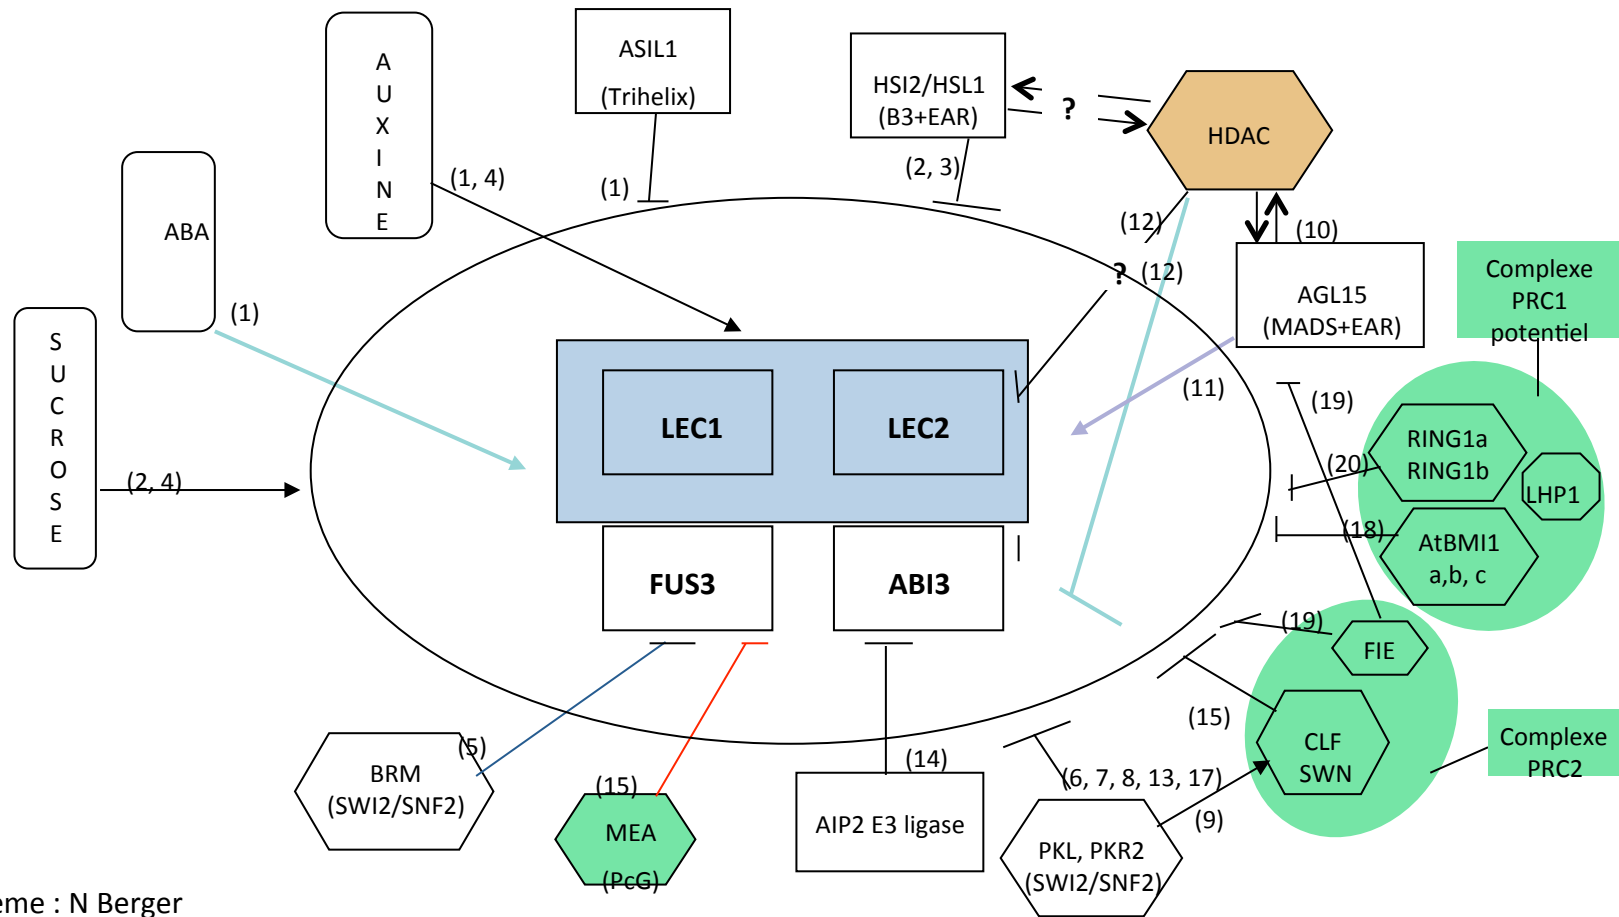 ASIL1
(Trihelix)
A
U
X
I
N
E
HSI2/HSL1
(B3+EAR)
?
HDAC
(1, 4)
(1)
(2, 3)
ABA
(12)
(10)
? (12)
Complexe
PRC1
potentiel
AGL15
(MADS+EAR)
(1)
S
U
C
R
O
S
E
(11)
(19)
LEC1
LEC2
RING1a
RING1b
(20)
LHP1
(2, 4)
(18)
AtBMI1
a,b, c
FUS3
ABI3
(19)
FIE
(15)
CLF
SWN
Complexe
PRC2
(5)
BRM
(SWI2/SNF2)
(15)
MEA
(PcG)
(14)
AIP2 E3 ligase
(6, 7, 8, 13, 17)
(9)
PKL, PKR2
(SWI2/SNF2)
ème : N Berger